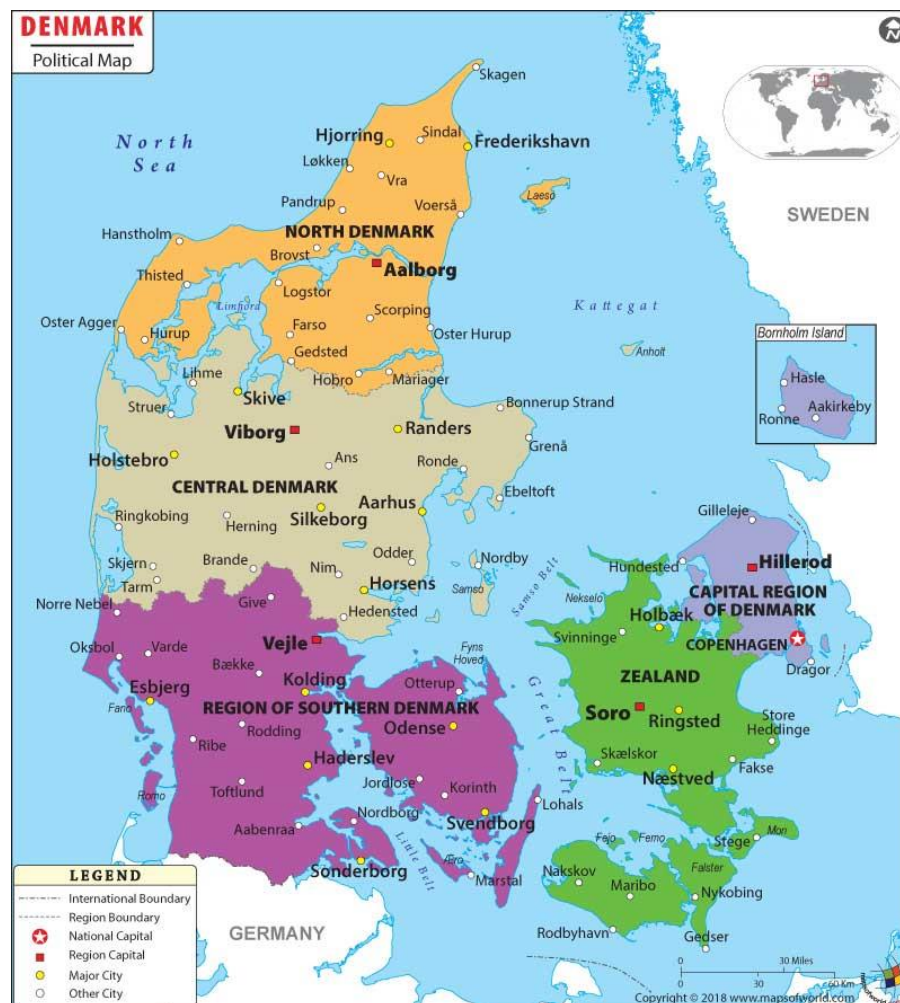 DENMARK
Political Map
N
Skagen
North
Sea
Hjorring
Sindal
Frederikshavn
Løkken
Vra
Laeso
Pandrup
Voerså
SWEDEN
Hanstholm
NORTH DENMARK
Brovst
Aalborg
Thisted
Logstor
Limfjord
Kattegat
Scorping
Oster Agger
Hurup
Farso
Oster Hurup
Bornholm Island
Gedsted
Anholt
Lihme
Hobro
Mariager
Hasle
Skive
Struer
Bonnerup Strand
Ronne
Aakirkeby
Viborg
Randers
Grenå
Holstebro
Ans
Ronde
CENTRAL DENMARK
Aarhus
Ebeltoft
Ringkobing
Herning
Silkeborg
Gilleleje
Skjern
Brande
Odder
Nordby
Hundested
Hillerod
Tarm
Nim
Horsens
Samso
Samso Belt
Nekselo
CAPITAL REGION
OF DENMARK
Norre Nebel
Give
Hedensted
Holbæk
Svinninge
Vejle
COPENHAGEN
Oksbol
Varde
Fyns
Hoved
Dragor
Bække
Kolding
Otterup
ZEALAND
Esbjerg
Fano
REGION OF SOUTHERN DENMARK
Great Belt
Soro
Ringsted
Odense
Store
Heddinge
Ribe
Rodding
Haderslev
Skælskor
Fakse
Næstved
Romo
Toftlund
Jordlose
Korinth
Lohals
Aabenraa
Nordborg
Svendborg
Little Belt
Fejo
Femo
Stege
Mon
Sonderborg
Æro
Marstal
Nakskov
Maribo
Falster
Nykobing
Rodbyhavn
Gedser
GERMANY
LEGEND
International Boundary
Region Boundary
National Capital
Region Capital
Major City
Other City
0 30 Miles
0 60 Km
Copyright © 2018 www.mapsofworld.com
mapsofworld